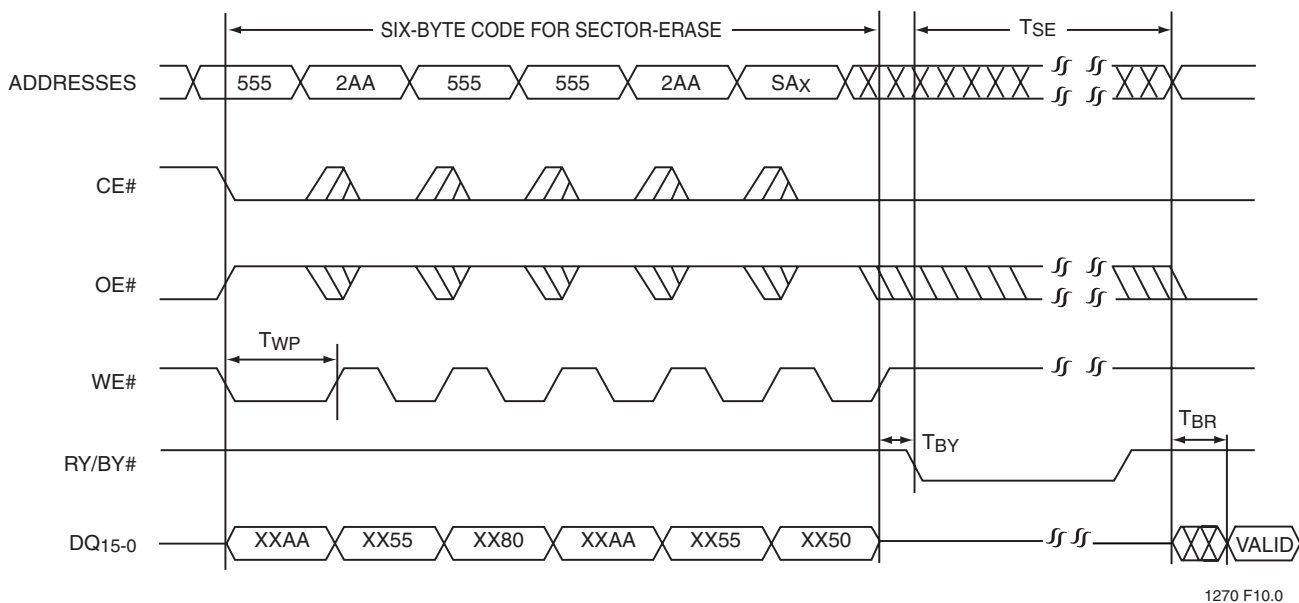 SIX-BYTE CODE FOR SECTOR-ERASE
TSE
ADDRESSES 555 2AA 555 555 2AA SAX
CE#
OE#
TWP
WE#
TBR
TBY
RY/BY#
DQ15-0 XXAA XX55 XX80 XXAA XX55 XX50 VALID
1270 F10.0